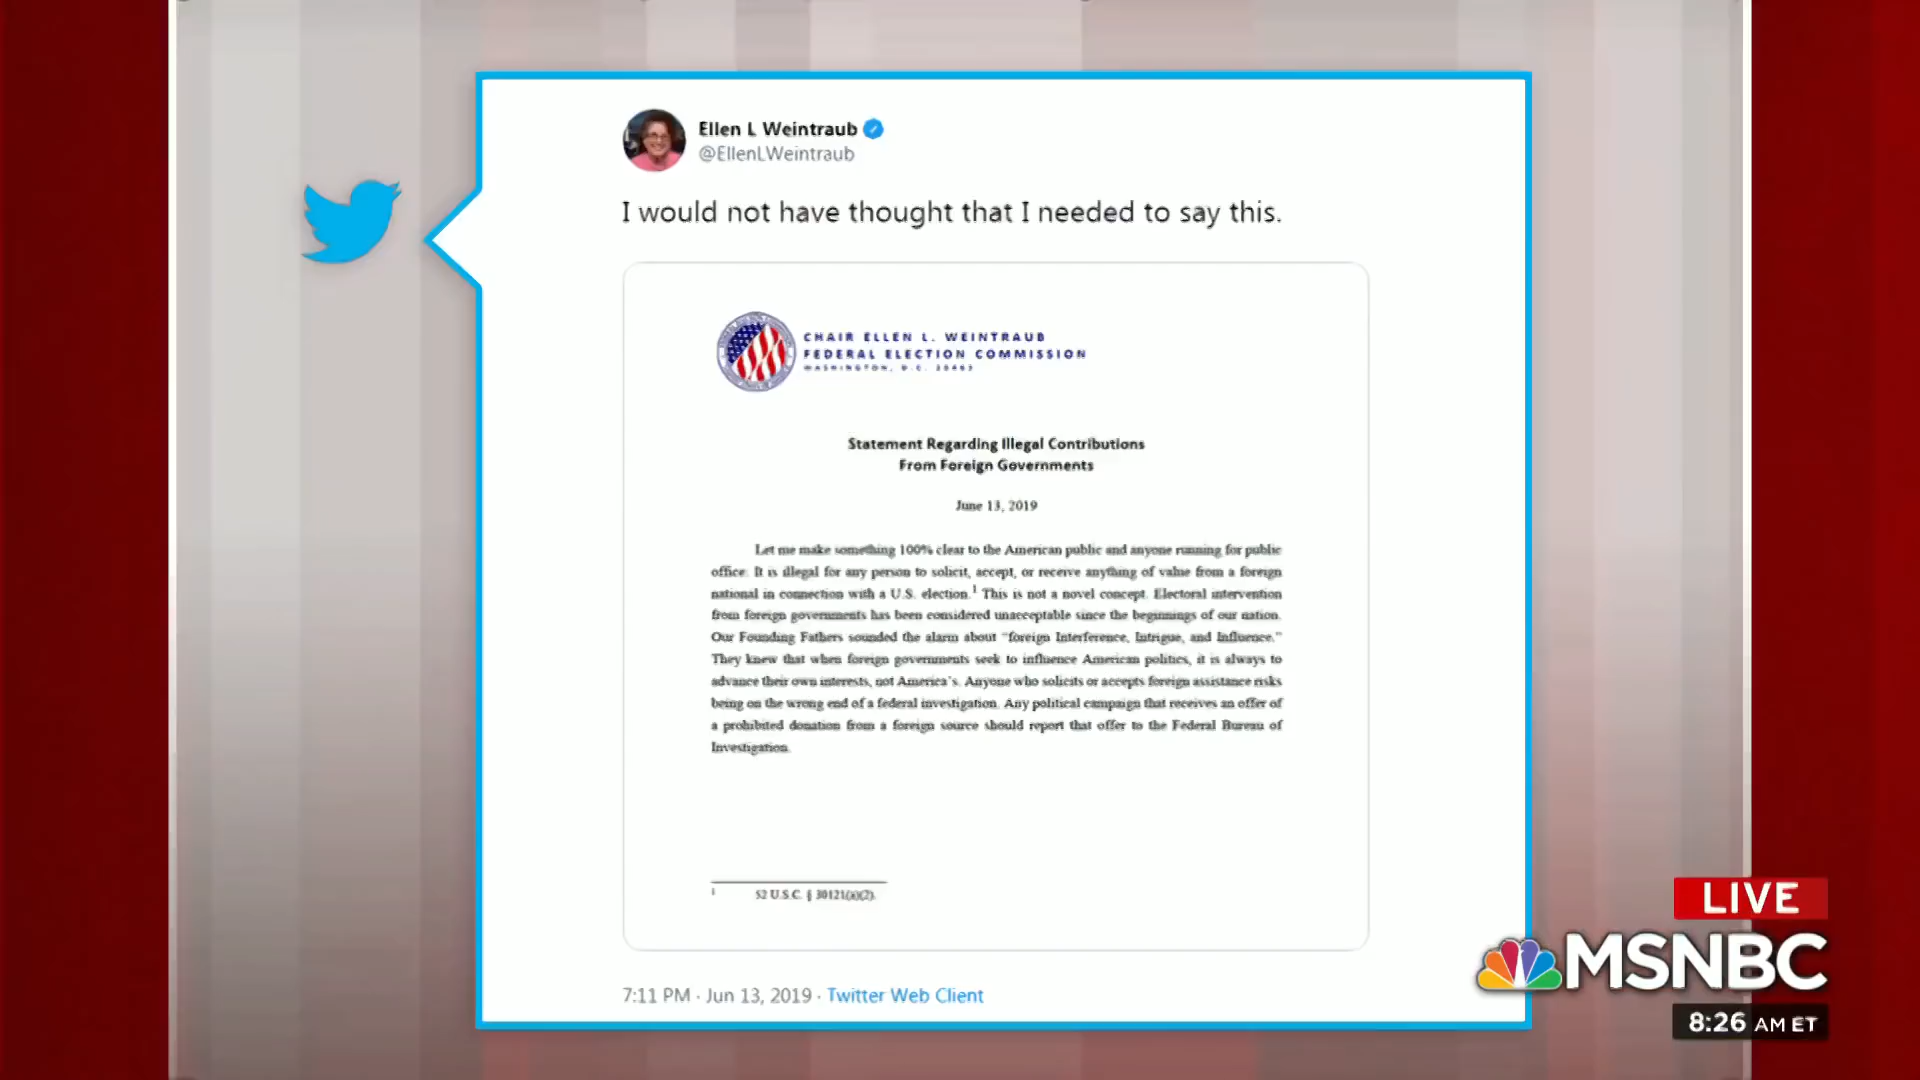 Ellen L Weintraub
@EllenLWeintraub
I would not have thought that I needed to say this.
CHAIR ELLEN L. WEINTRAUB
FEDERAL ELECTION COMMISSION
WASHINGTON, D.C. 20463
Statement Regarding Illegal Contributions
From Foreign Governments
June 13, 2019
Let me make something 100% clear to the American public and anyone running for public
office: It is illegal for any person to solicit, accept, or receive anything of value from a foreign
national in connection with a U.S. election.¹ This is not a novel concept. Electoral intervention
from foreign governments has been considered unacceptable since the beginnings of our nation.
Our Founding Fathers sounded the alarm about “foreign Interference, Intrigue, and Influence.”
They knew that when foreign governments seek to influence American politics, it is always to
advance their own interests, not America’s. Anyone who solicits or accepts foreign assistance risks
being on the wrong end of a federal investigation. Any political campaign that receives an offer of
a prohibited donation from a foreign source should report that offer to the Federal Bureau of
Investigation.
1 52 U.S.C. § 30121(a)(2).
7:11 PM · Jun 13, 2019 · Twitter Web Client
LIVE
MSNBC
8:26 AM ET